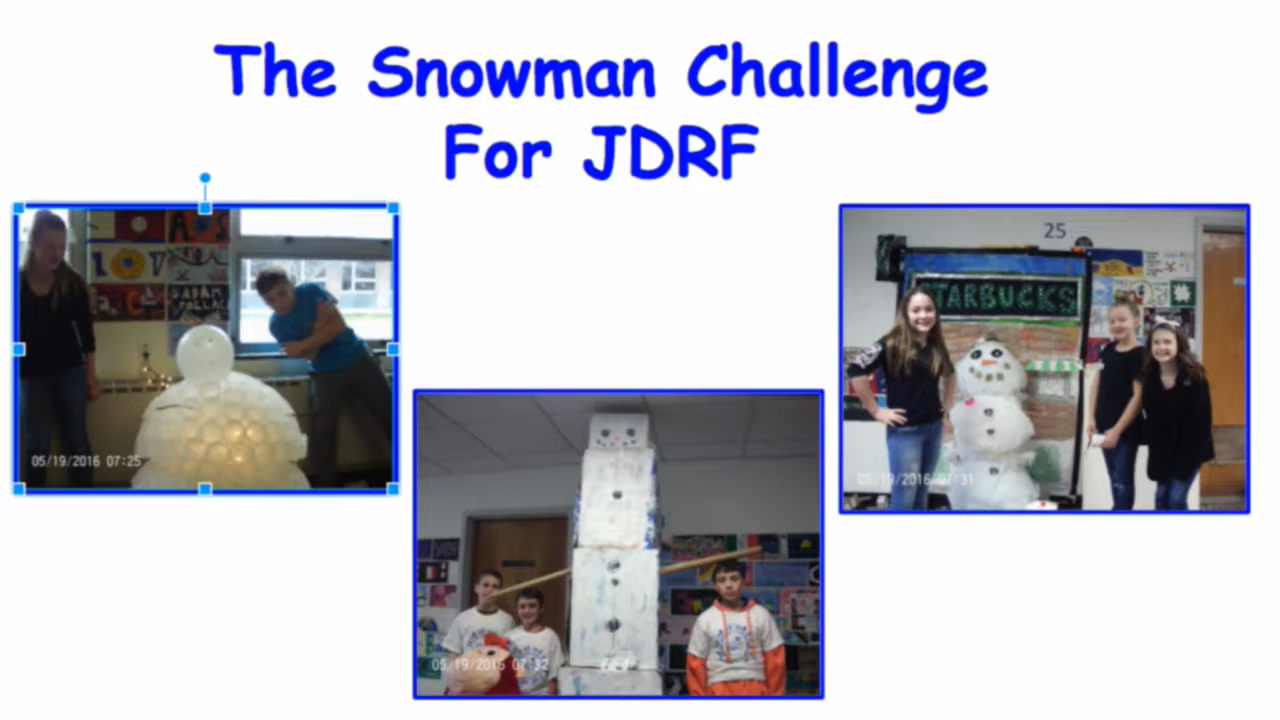 The Snowman Challenge
For JDRF
05/19/2016 07:25
25
STARBUCKS
05/19/2016 07:31
05/19/2016 07:32